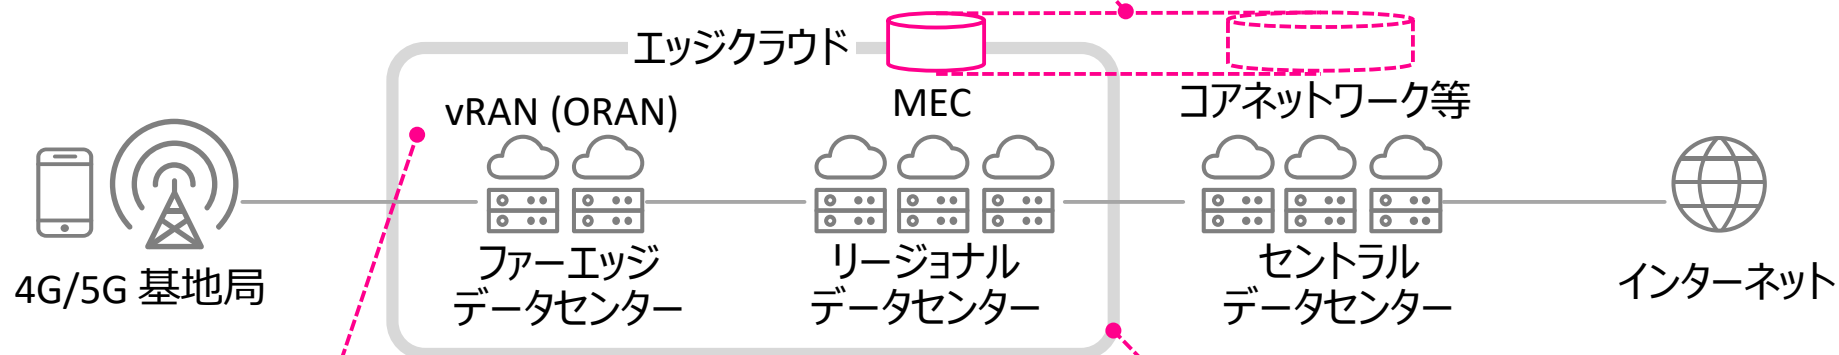 エッジクラウド
vRAN (ORAN)
MEC
コアネットワーク等
4G/5G 基地局
ファーエッジ
データセンター
リージョナル
データセンター
セントラル
データセンター
インターネット